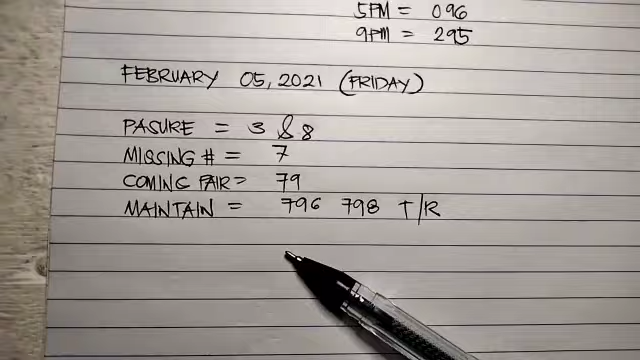 5PM = 096
9PM = 295
FEBRUARY 05, 2021 (FRIDAY)
PASURE = 3 & 8
MISSING # = 7
COMING PAIR = 79
MAINTAIN = 796 798 T/R